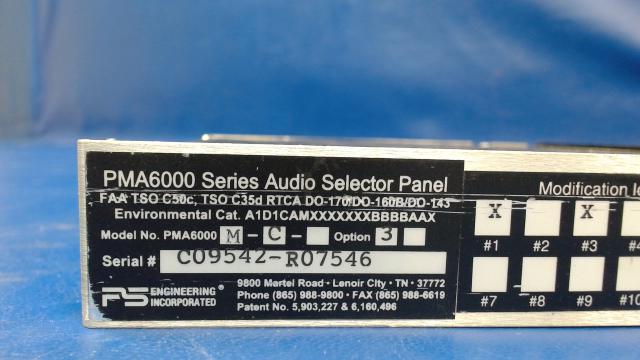 PMA6000 Series Audio Selector Panel
FAA TSO C50c, TSO C35d RTCA DO-170/DO-160B/DO-143
Environmental Cat. A1D1CAMXXXXXXXBBBBAAX
Model No. PMA6000 M - C - Option 3
Serial # C09542-R07546
PS ENGINEERING INCORPORATED
9800 Martel Road • Lenoir City • TN • 37772
Phone (865) 988-9800 • FAX (865) 988-6619
Patent No. 5,903,227 & 6,160,496
Modification
X X
#1 #2 #3 #4
#7 #8 #9 #10